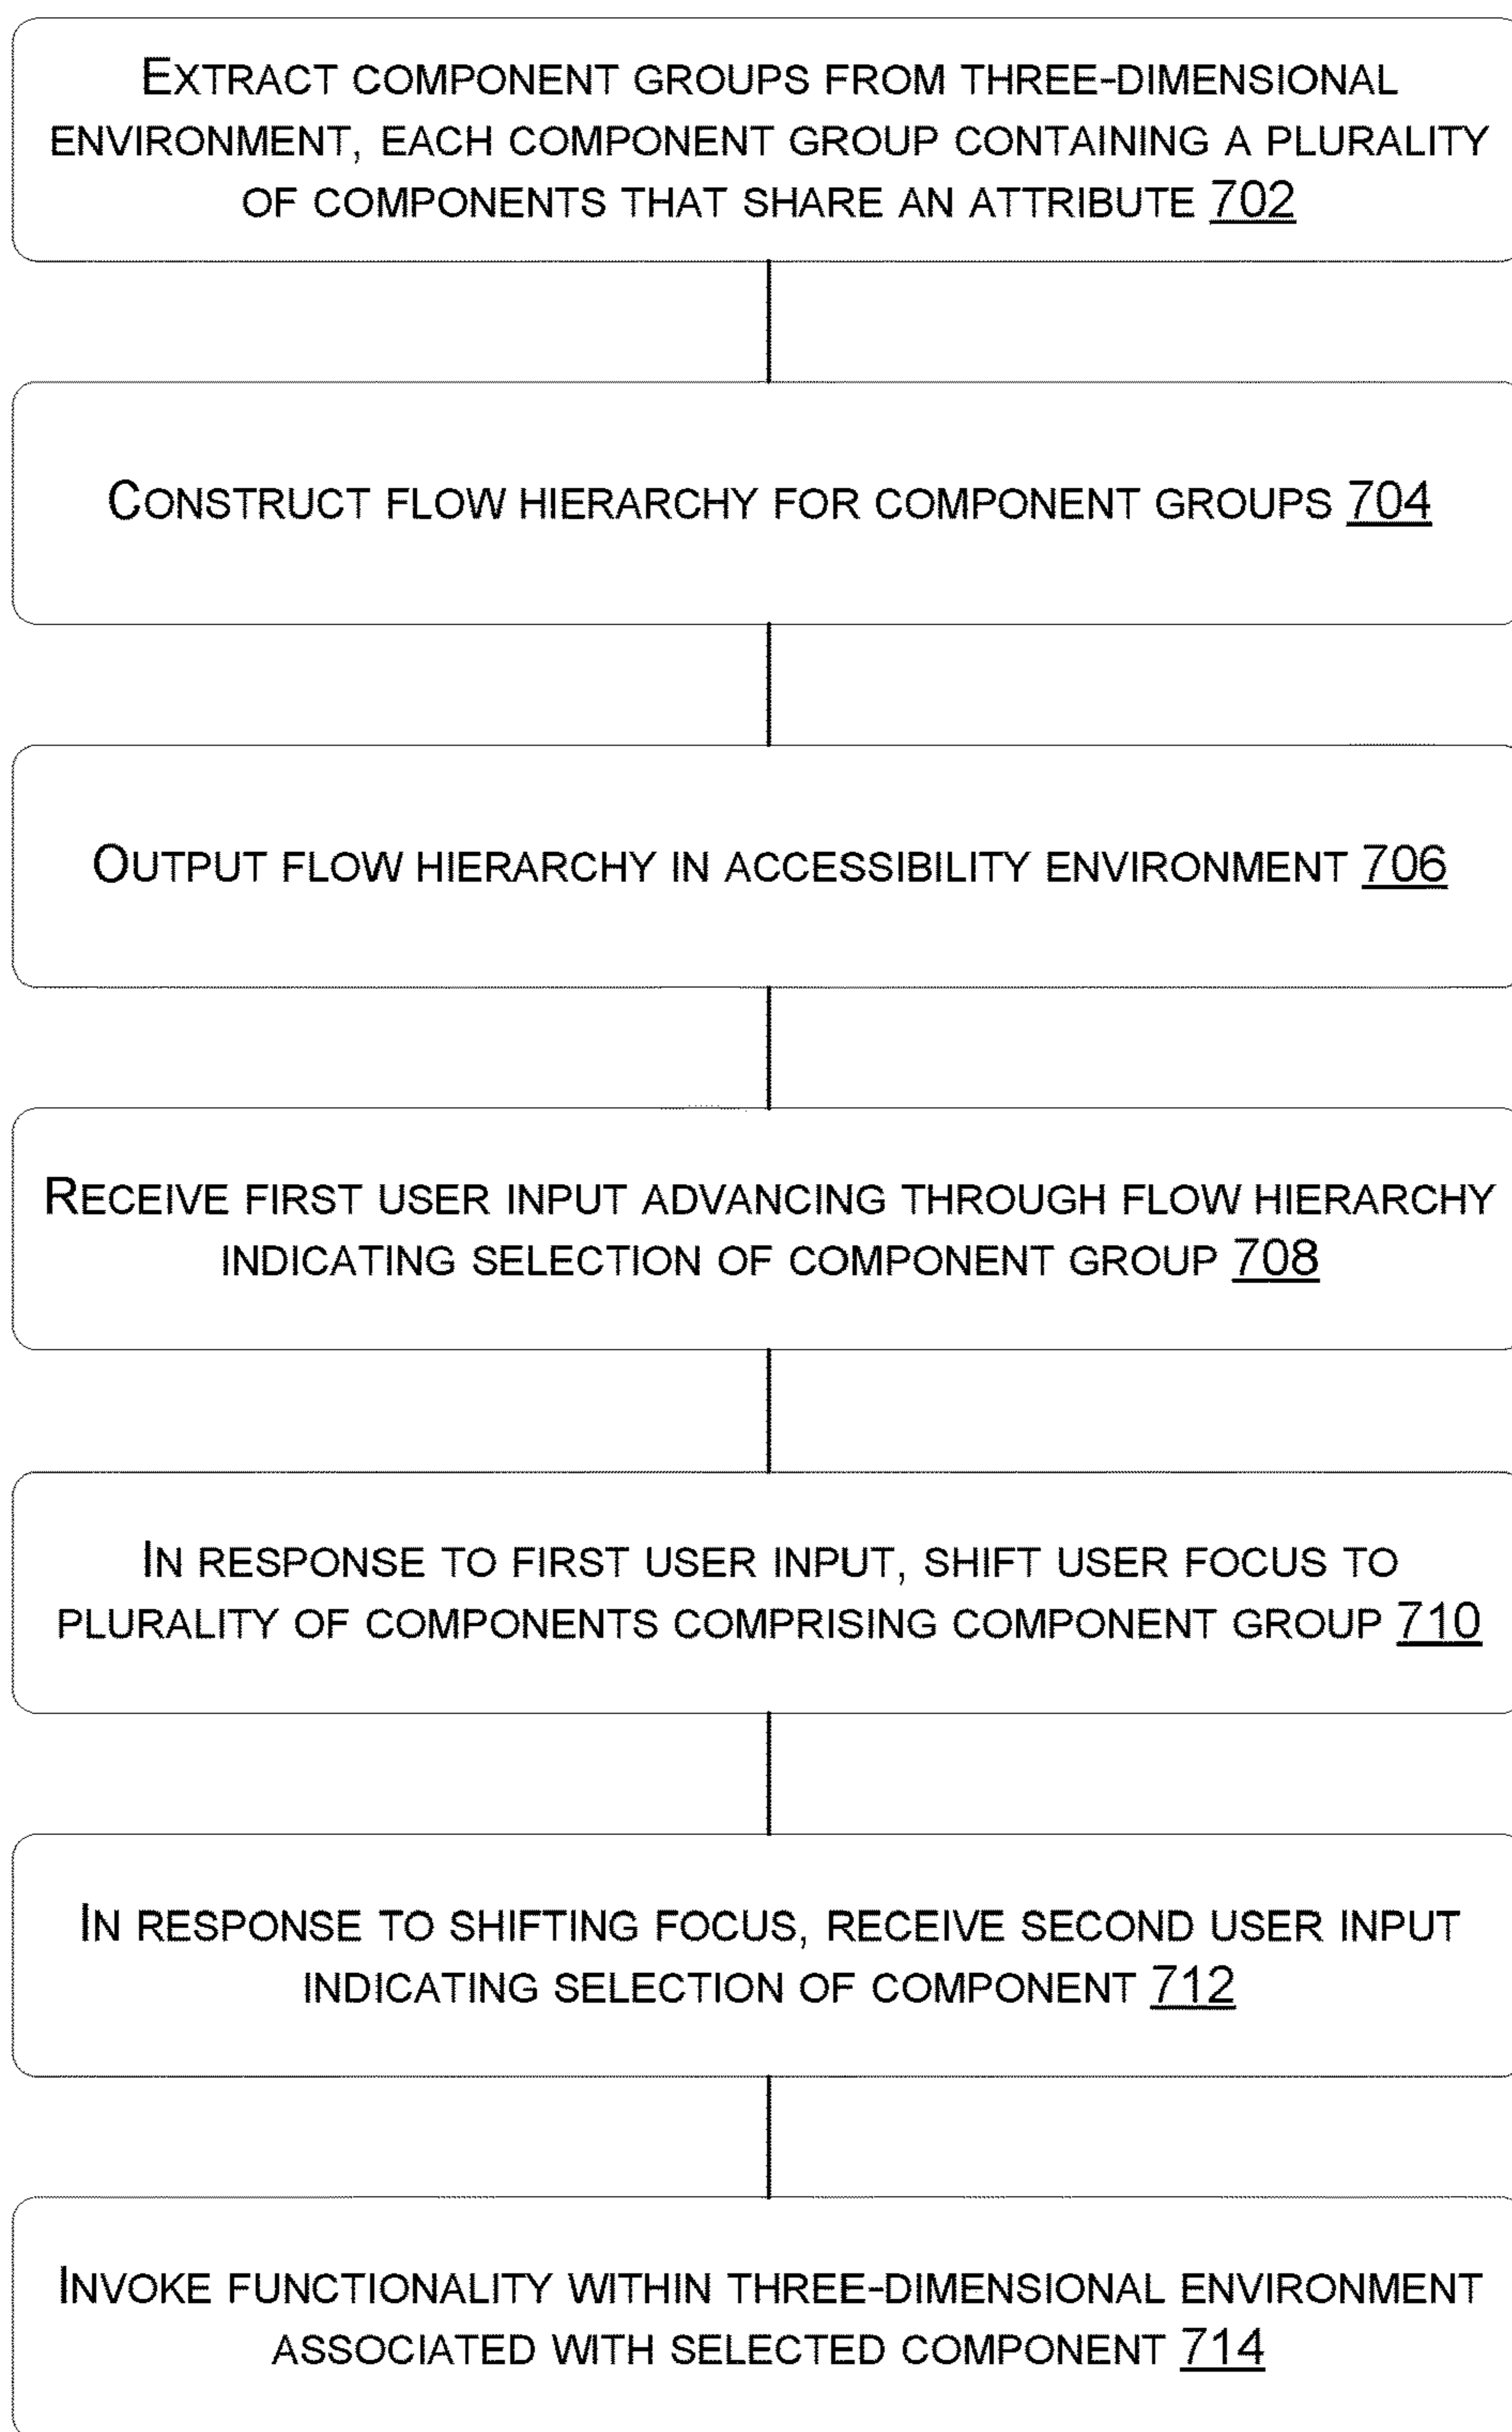 EXTRACT COMPONENT GROUPS FROM THREE-DIMENSIONAL
ENVIRONMENT, EACH COMPONENT GROUP CONTAINING A PLURALITY
OF COMPONENTS THAT SHARE AN ATTRIBUTE 702
CONSTRUCT FLOW HIERARCHY FOR COMPONENT GROUPS 704
OUTPUT FLOW HIERARCHY IN ACCESSIBILITY ENVIRONMENT 706
RECEIVE FIRST USER INPUT ADVANCING THROUGH FLOW HIERARCHY
INDICATING SELECTION OF COMPONENT GROUP 708
IN RESPONSE TO FIRST USER INPUT, SHIFT USER FOCUS TO
PLURALITY OF COMPONENTS COMPRISING COMPONENT GROUP 710
IN RESPONSE TO SHIFTING FOCUS, RECEIVE SECOND USER INPUT
INDICATING SELECTION OF COMPONENT 712
INVOKE FUNCTIONALITY WITHIN THREE-DIMENSIONAL ENVIRONMENT
ASSOCIATED WITH SELECTED COMPONENT 714